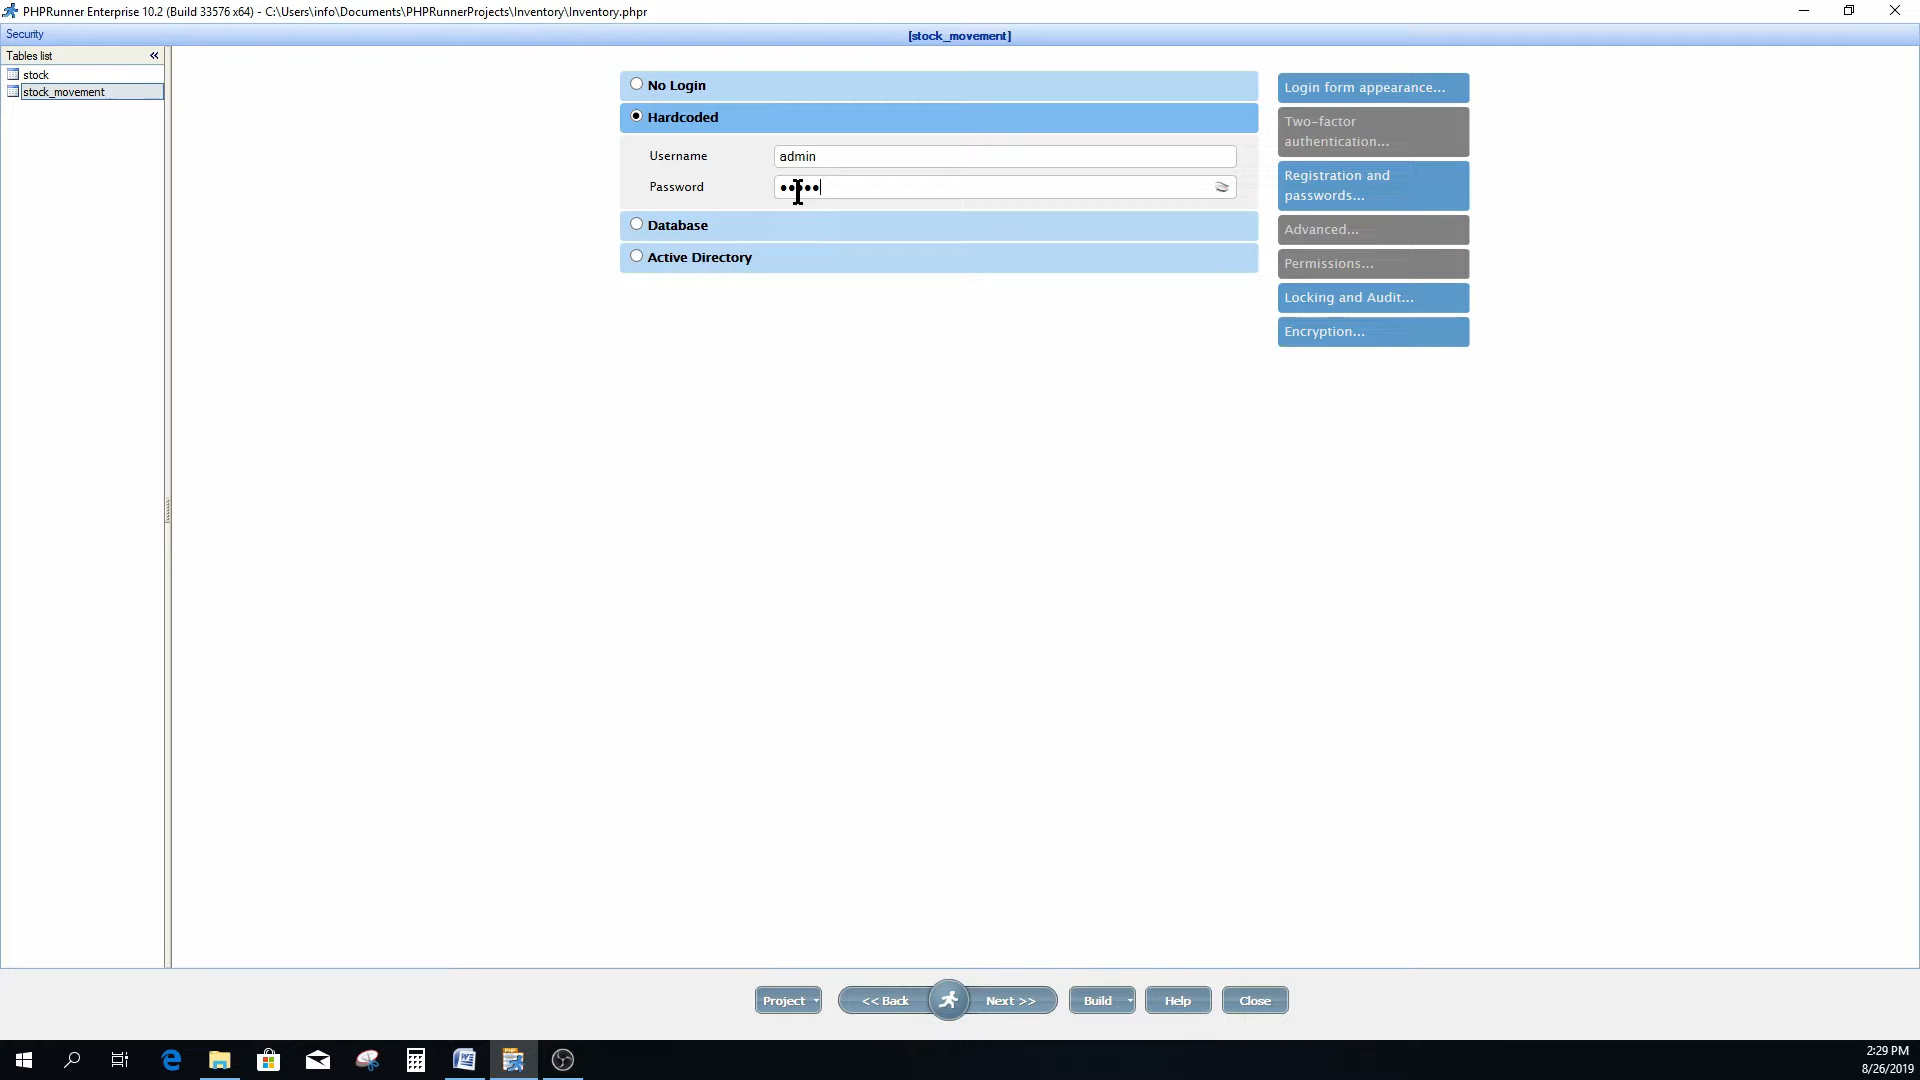 PHPRunner Enterprise 10.2 (Build 33576 x64) - C:\Users\info\Documents\PHPRunnerProjects\Inventory\Inventory.phpr
Security
[stock_movement]
Tables list
stock
stock_movement
No Login
Hardcoded
Username
admin
Password
Database
Active Directory
Login form appearance...
Two-factor
authentication...
Registration and
passwords...
Advanced...
Permissions...
Locking and Audit...
Encryption...
Project
<< Back
Next >>
Build
Help
Close
2:29 PM
8/26/2019